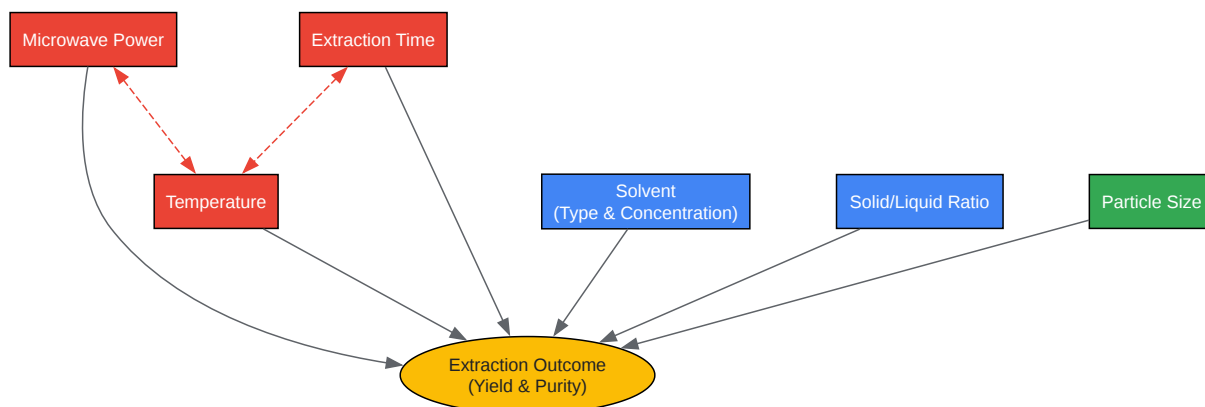 Microwave Power
Extraction Time
Temperature
Solvent
(Type & Concentration)
Solid/Liquid Ratio
Particle Size
Extraction Outcome
(Yield & Purity)